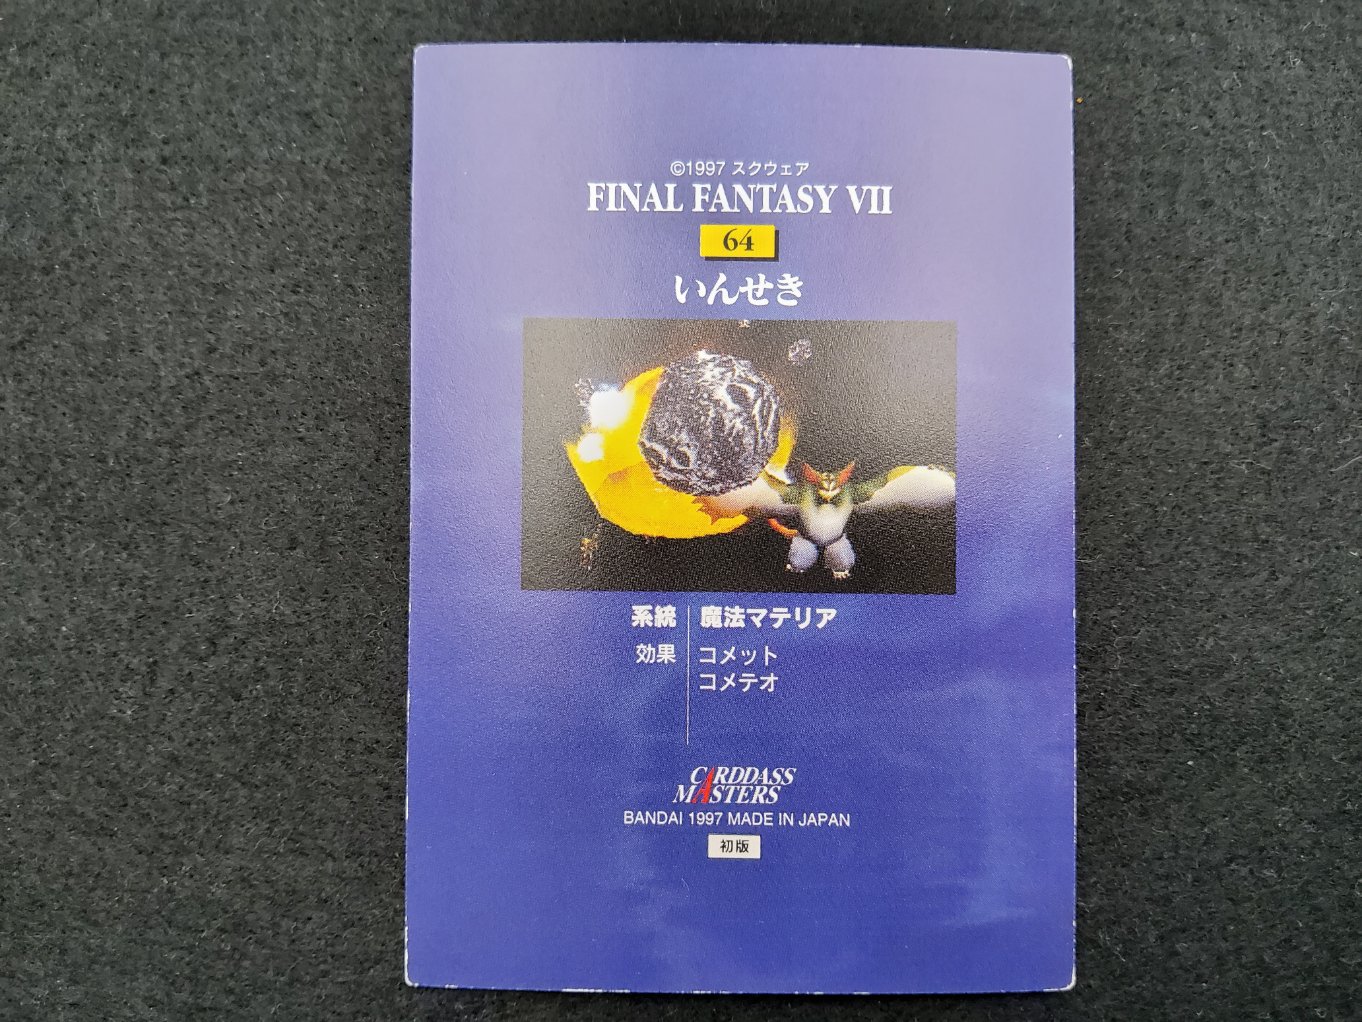 ©1997 スクウェア
FINAL FANTASY VII
64
いんせき
系統 魔法マテリア
効果 コメット
コメテオ
CARDDASS
MASTERS
BANDAI 1997 MADE IN JAPAN
初版